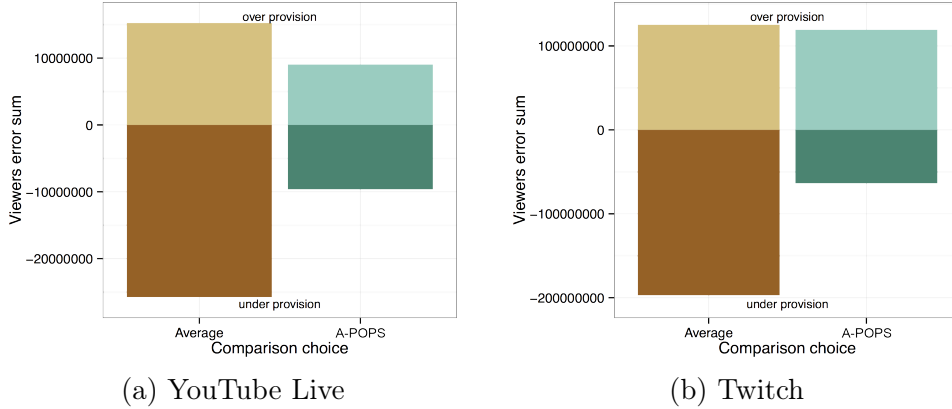 over provision
10000000
0
−10000000
−20000000
under provision
Average A-POPS
Comparison choice
Viewers error sum
(a) YouTube Live
over provision
100000000
0
−100000000
−200000000
under provision
Average A-POPS
Comparison choice
Viewers error sum
(b) Twitch